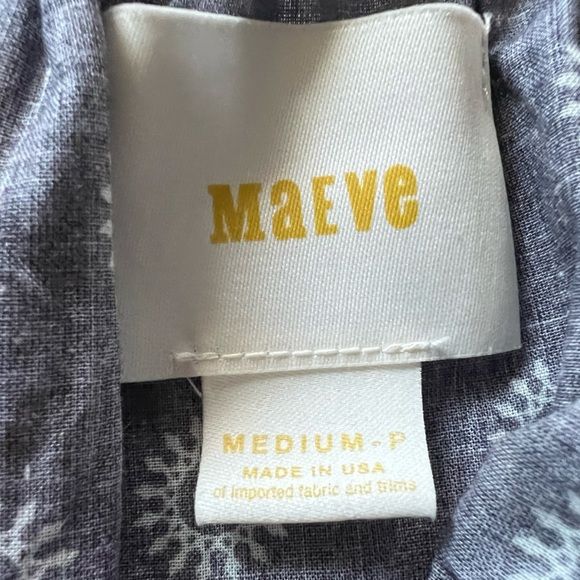 MaEVe
MEDIUM-P
MADE IN USA
of imported fabric and trims